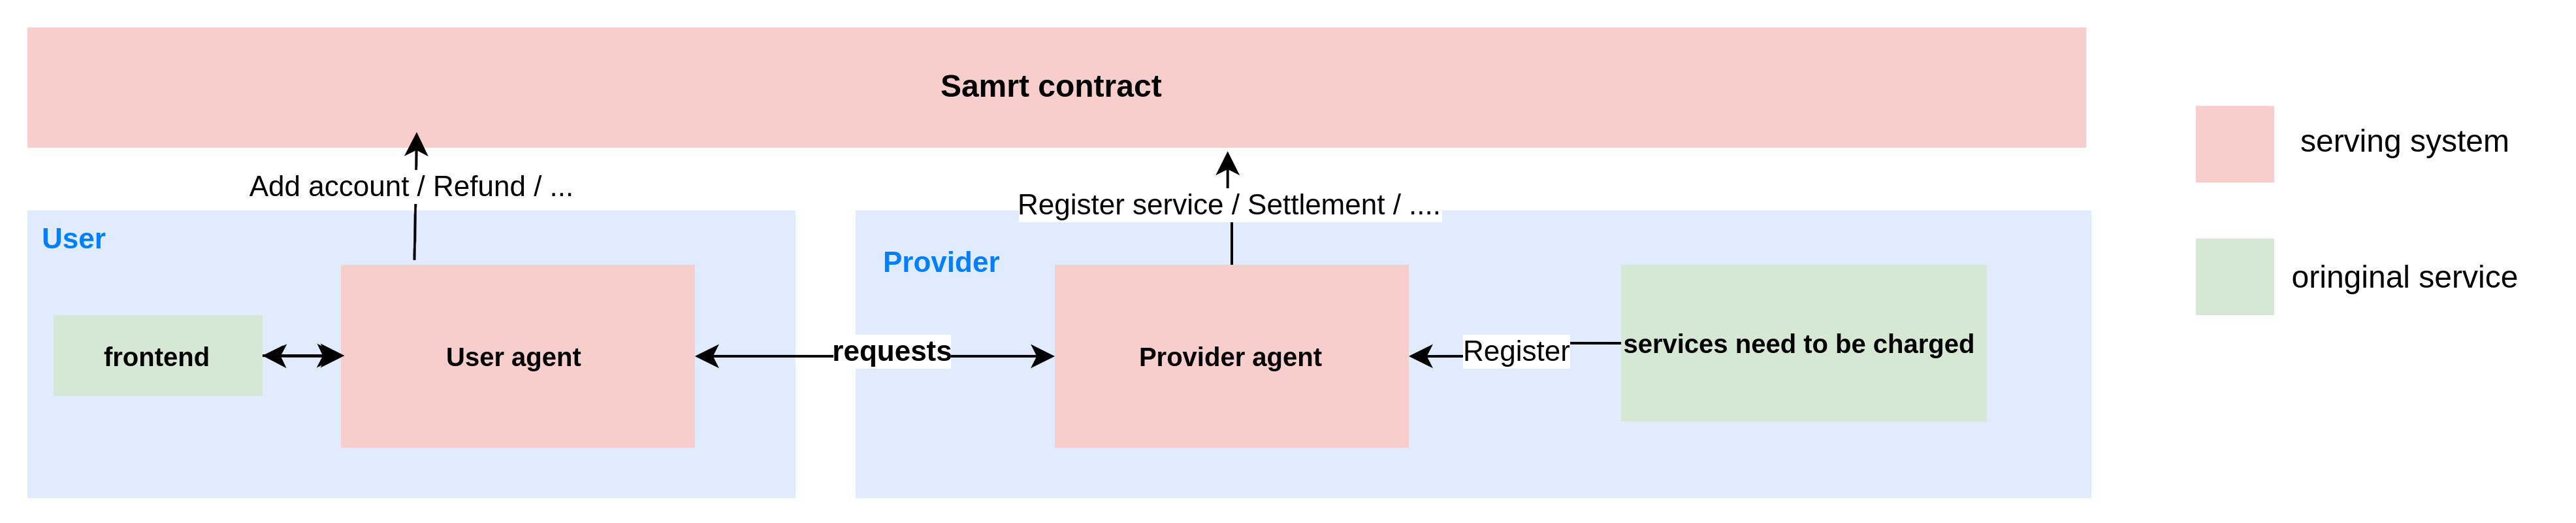 Samrt contract
serving system
Add account / Refund / ...
Register service / Settlement / ....
User
Provider
oringinal service
frontend
User agent
requests
Provider agent
Register
services need to be charged